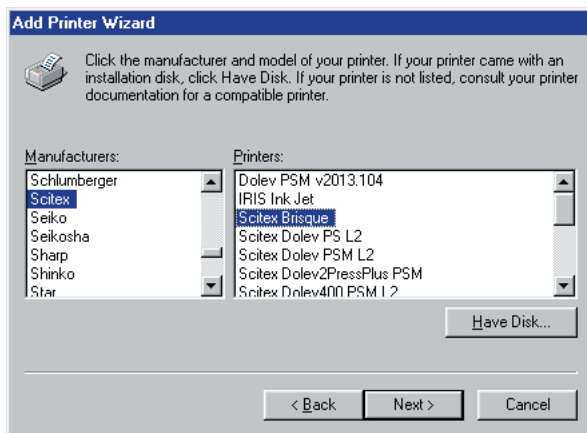 Add Printer Wizard
Click the manufacturer and model of your printer. If your printer came with an
installation disk, click Have Disk. If your printer is not listed, consult your printer
documentation for a compatible printer.
Manufacturers:
Schlumberger
Scitex
Seiko
Seikosha
Sharp
Shinko
Star
Printers:
Dolev PSM v2013.104
IRIS Ink Jet
Scitex Brisque
Scitex Dolev PS L2
Scitex Dolev PSM L2
Scitex Dolev2PressPlus PSM
Scitex Dolev400 PSM L2
Have Disk...
< Back
Next >
Cancel